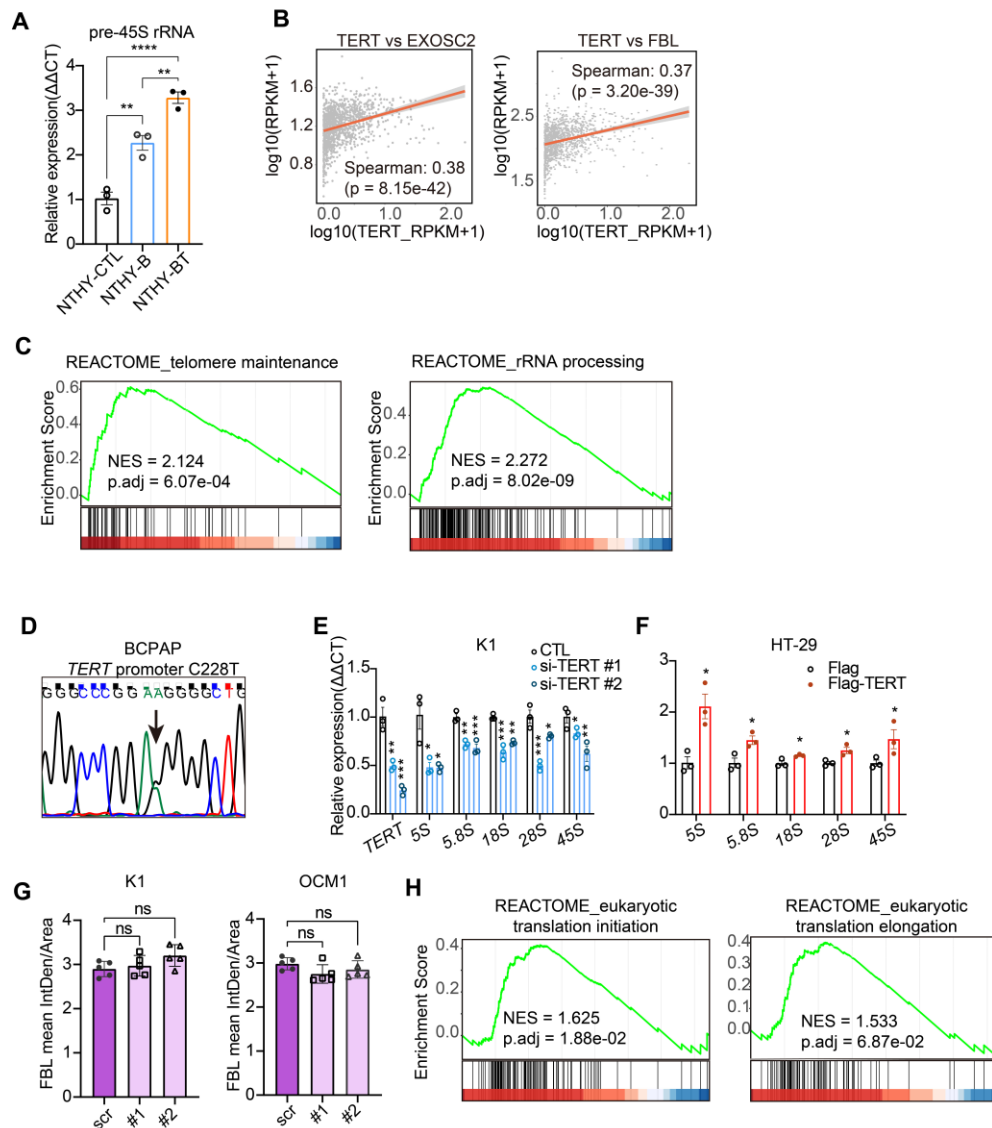 A
pre-45S rRNA
****
**
**
Relative expression(ΔΔCT)
4
3
2
1
0
NTHY-CTL
NTHY-B
NTHY-BT
B
TERT vs EXOSC2
log10(RPKM+1)
1.6
1.2
0.8
Spearman: 0.38
(p = 8.15e-42)
0.0 1.0 2.0
log10(TERT_RPKM+1)
TERT vs FBL
log10(RPKM+1)
2.5
1.5
Spearman: 0.37
(p = 3.20e-39)
0.0 1.0 2.0
log10(TERT_RPKM+1)
C
REACTOME_telomere maintenance
Enrichment Score
0.6
0.4
0.2
0.0
NES = 2.124
p.adj = 6.07e-04
REACTOME_rRNA processing
Enrichment Score
0.4
0.2
0.0
NES = 2.272
p.adj = 8.02e-09
D
BCPAP
TERT promoter C228T
GGGCCCGGAAGGGGCTG
E
K1
Relative expression(ΔΔCT)
1.5
1.0
0.5
0.0
CTL
si-TERT #1
si-TERT #2
** ***
* *
** ***
*** **
*** *
* *
TERT 5S 5.8S 18S 28S 45S
F
HT-29
4
3
2
1
0
Flag
Flag-TERT
* * * * *
5S 5.8S 18S 28S 45S
G
K1
FBL mean IntDen/Area
4
3
2
1
0
ns
ns
scr #1 #2
OCM1
FBL mean IntDen/Area
4
3
2
1
0
ns
ns
scr #1 #2
H
REACTOME_eukaryotic
translation initiation
Enrichment Score
0.4
0.2
0.0
NES = 1.625
p.adj = 1.88e-02
REACTOME_eukaryotic
translation elongation
0.4
0.3
0.2
0.1
0.0
NES = 1.533
p.adj = 6.87e-02